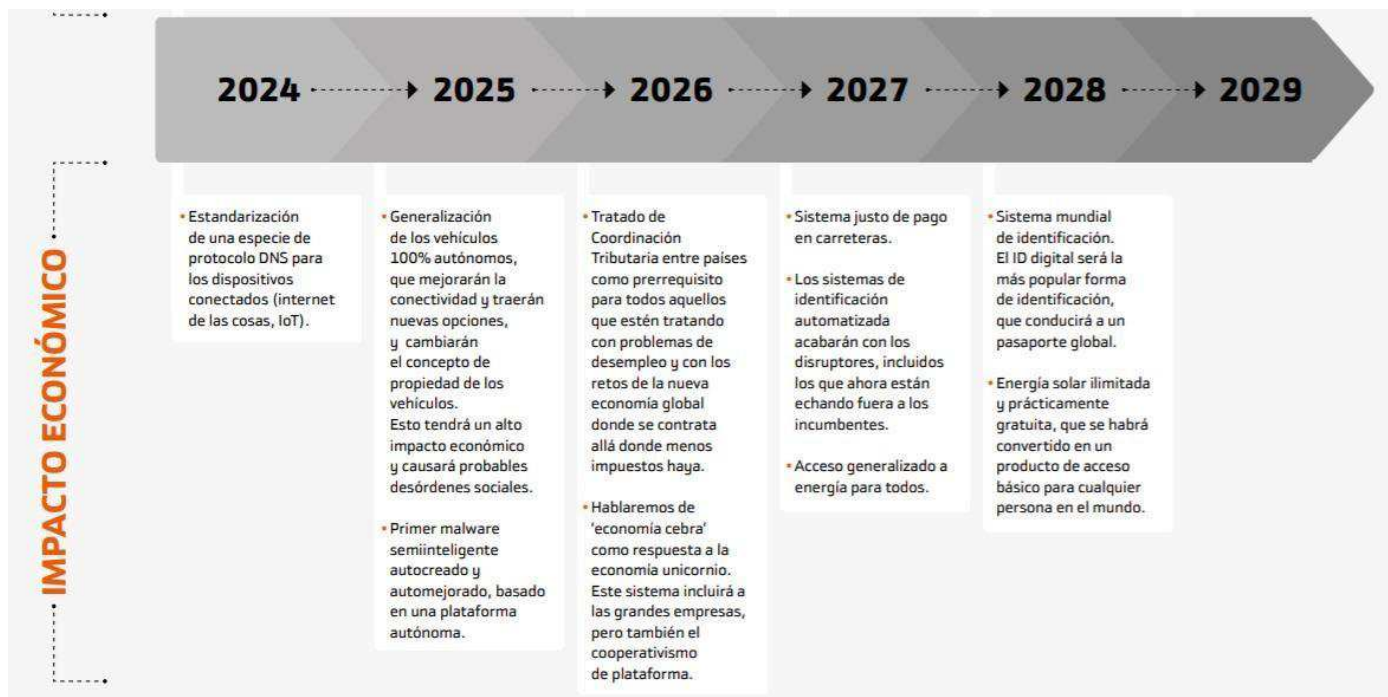 2024
2025
2026
2027
2028
2029
IMPACTO ECONÓMICO
• Estandarización
de una especie de
protocolo DNS para
los dispositivos
conectados (internet
de las cosas, IoT).
• Generalización
de los vehículos
100% autónomos,
que mejorarán la
conectividad y traerán
nuevas opciones,
y cambiarán
el concepto de
propiedad de los
vehículos.
Esto tendrá un alto
impacto económico
y causará probables
desórdenes sociales.
• Primer malware
semiinteligente
autocreado y
automejorado, basado
en una plataforma
autónoma.
• Tratado de
Coordinación
Tributaria entre países
como prerrequisito
para todos aquellos
que estén tratando
con problemas de
desempleo y con los
retos de la nueva
economía global
donde se contrata
allá donde menos
impuestos haya.
• Hablaremos de
'economía cebra'
como respuesta a la
economía unicornio.
Este sistema incluirá a
las grandes empresas,
pero también el
cooperativismo
de plataforma.
• Sistema justo de pago
en carreteras.
• Los sistemas de
identificación
automatizada
acabarán con los
disruptores, incluidos
los que ahora están
echando fuera a los
incumbentes.
• Acceso generalizado a
energía para todos.
• Sistema mundial
de identificación.
El ID digital será la
más popular forma
de identificación,
que conducirá a un
pasaporte global.
• Energía solar ilimitada
y prácticamente
gratuita, que se habrá
convertido en un
producto de acceso
básico para cualquier
persona en el mundo.